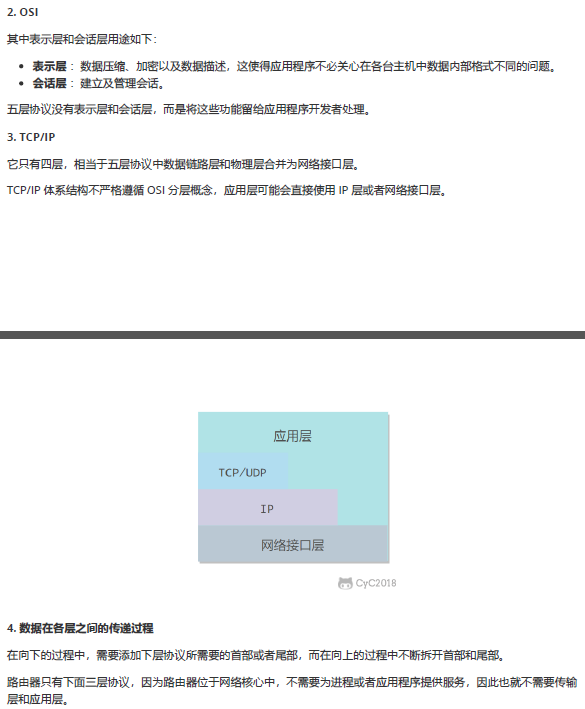 2. OSI
其中表示层和会话层用途如下：
表示层 ：数据压缩、加密以及数据描述，这使得应用程序不必关心在各台主机中数据内部格式不同的问题。
会话层 ：建立及管理会话。
五层协议没有表示层和会话层，而是将这些功能留给应用程序开发者处理。
3. TCP/IP
它只有四层，相当于五层协议中数据链路层和物理层合并为网络接口层。
TCP/IP 体系结构不严格遵循 OSI 分层概念，应用层可能会直接使用 IP 层或者网络接口层。
应用层
TCP/UDP
IP
网络接口层
CyC2018
4. 数据在各层之间的传递过程
在向下的过程中，需要添加下层协议所需要的首部或者尾部，而在向上的过程中不断拆开首部和尾部。
路由器只有下面三层协议，因为路由器位于网络核心中，不需要为进程或者应用程序提供服务，因此也就不需要传输
层和应用层。